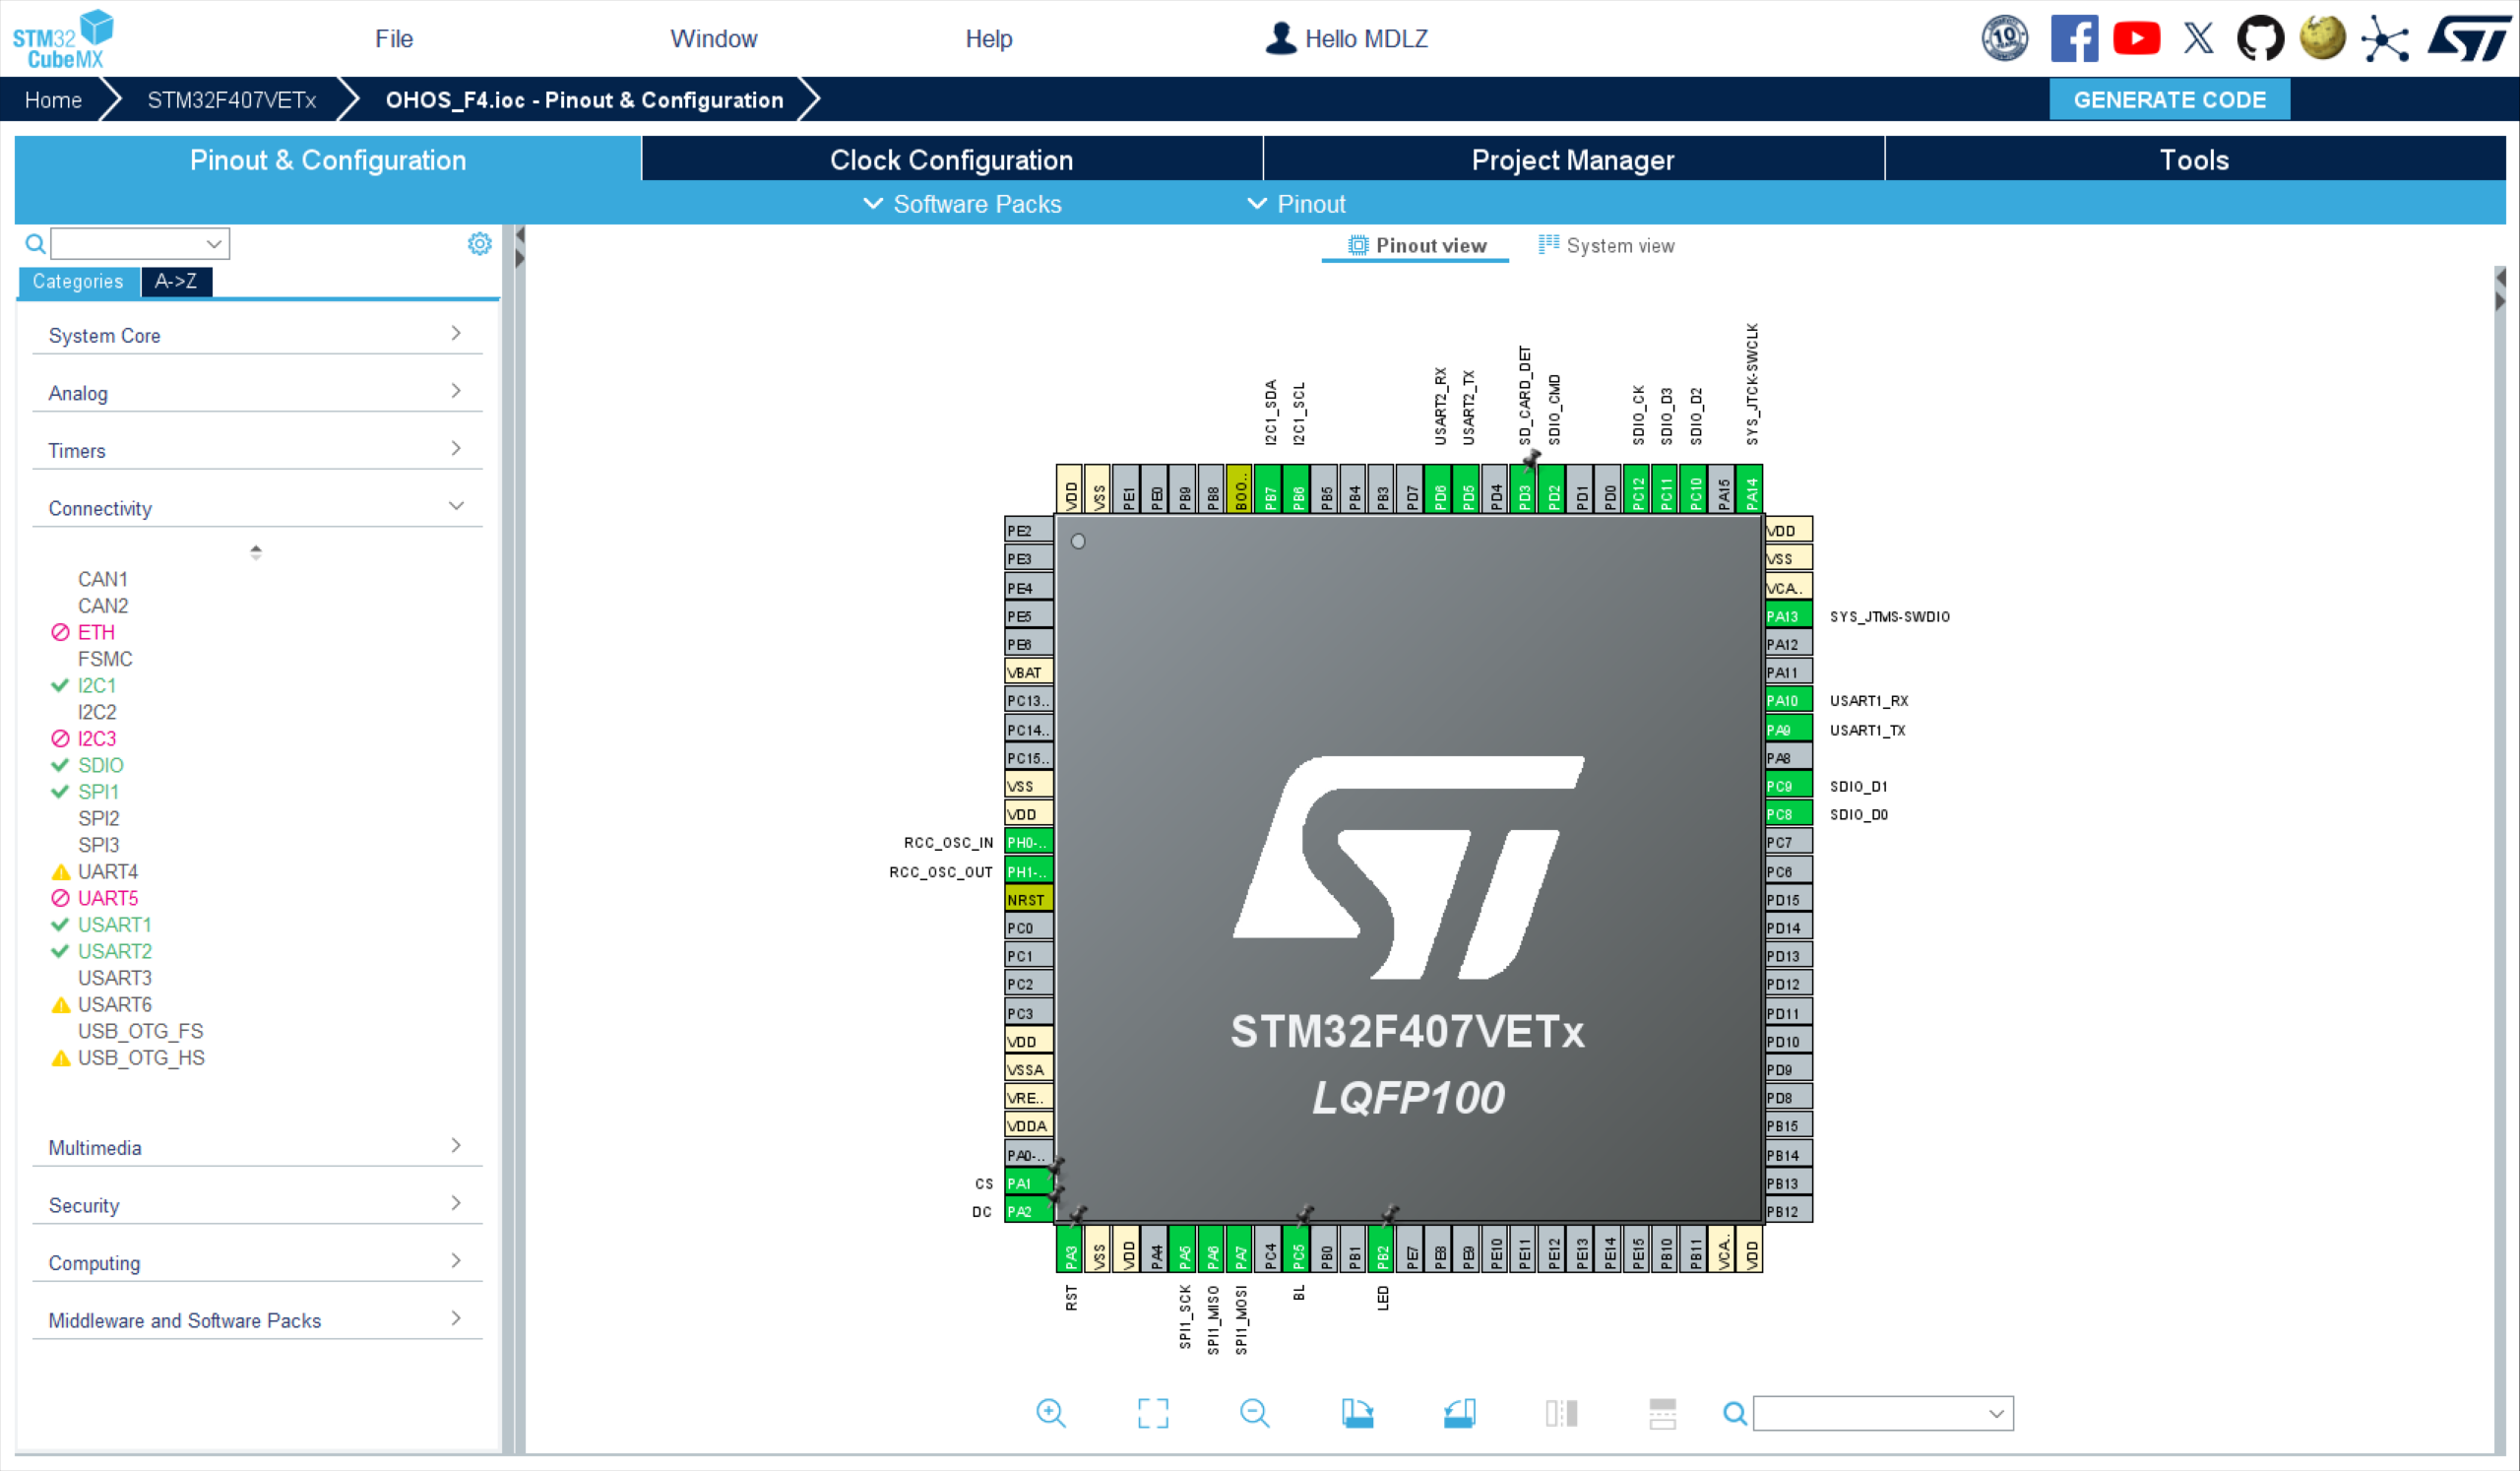 STM32
CubeMX
File
Window
Help
Hello MDLZ
10
YEARS
Home
STM32F407VETx
OHOS_F4.ioc - Pinout & Configuration
GENERATE CODE
Pinout & Configuration
Clock Configuration
Project Manager
Tools
Software Packs
Pinout
Categories
A->Z
Pinout view
System view
System Core
Analog
Timers
Connectivity
CAN1
CAN2
ETH
FSMC
I2C1
I2C2
I2C3
SDIO
SPI1
SPI2
SPI3
UART4
UART5
USART1
USART2
USART3
USART6
USB_OTG_FS
USB_OTG_HS
Multimedia
Security
Computing
Middleware and Software Packs
I2C1_SDA
I2C1_SCL
USART2_RX
USART2_TX
SD_CARD_DET
SDIO_CMD
SDIO_CK
SDIO_D3
SDIO_D2
SYS_JTCK-SWCLK
VDD
VSS
PE1
PE0
PB9
PB8
BOO..
PB7
PB6
PB5
PB4
PB3
PD7
PD6
PD5
PD4
PD3
PD2
PD1
PD0
PC12
PC11
PC10
PA15
PA14
PE2
PE3
PE4
PE5
PE6
VBAT
PC13..
PC14..
PC15..
VSS
VDD
RCC_OSC_IN PH0-..
RCC_OSC_OUT PH1-..
NRST
PC0
PC1
PC2
PC3
VDD
VSSA
VRE..
VDDA
PA0-..
CS PA1
DC PA2
STM32F407VETx
LQFP100
VDD
VSS
VCA..
PA13 SYS_JTMS-SWDIO
PA12
PA11
PA10 USART1_RX
PA9 USART1_TX
PA8
PC9 SDIO_D1
PC8 SDIO_D0
PC7
PC6
PD15
PD14
PD13
PD12
PD11
PD10
PD9
PD8
PB15
PB14
PB13
PB12
PA3
VSS
VDD
PA4
PA5
PA6
PA7
PC4
PC5
PB0
PB1
PB2
PE7
PE8
PE9
PE10
PE11
PE12
PE13
PE14
PE15
PB10
PB11
VCA..
VDD
RST
SPI1_SCK
SPI1_MISO
SPI1_MOSI
BL
LED